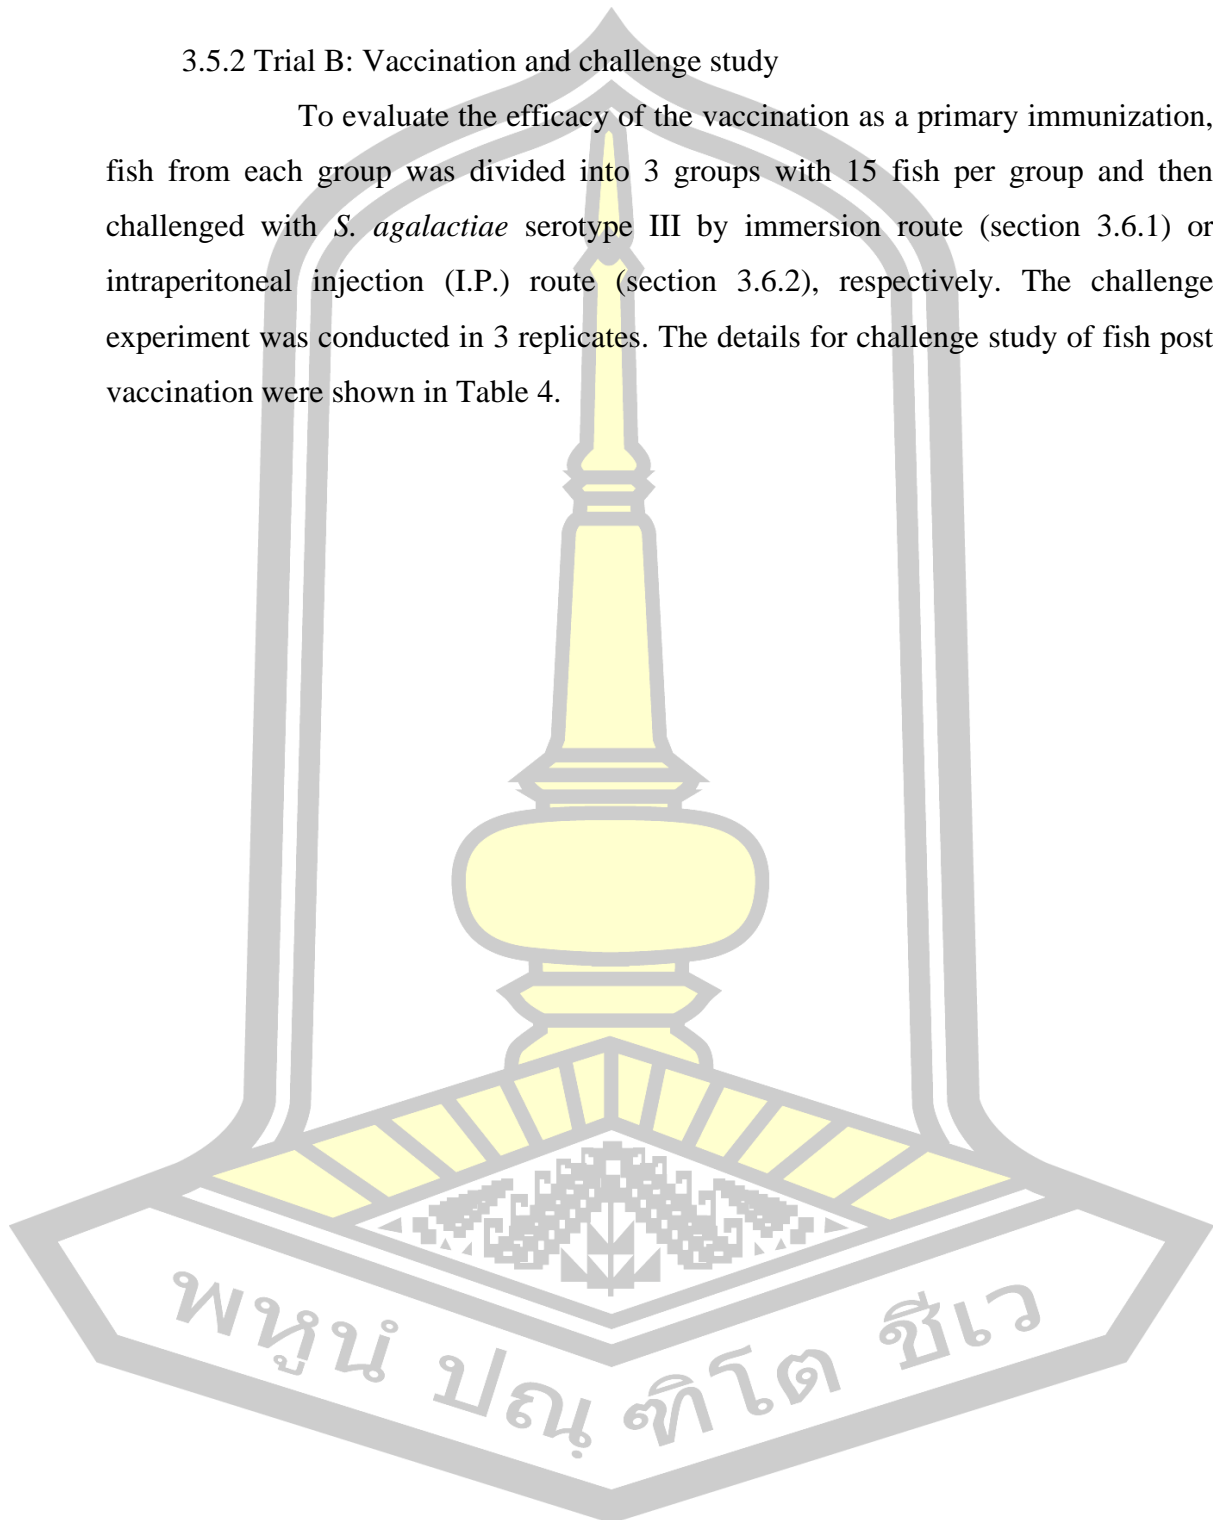 3.5.2 Trial B: Vaccination and challenge study
To evaluate the efficacy of the vaccination as a primary immunization,
fish from each group was divided into 3 groups with 15 fish per group and then
challenged with S. agalactiae serotype III by immersion route (section 3.6.1) or
intraperitoneal injection (I.P.) route (section 3.6.2), respectively. The challenge
experiment was conducted in 3 replicates. The details for challenge study of fish post
vaccination were shown in Table 4.
พหูนํ ปณฺฑิโต ชีเว